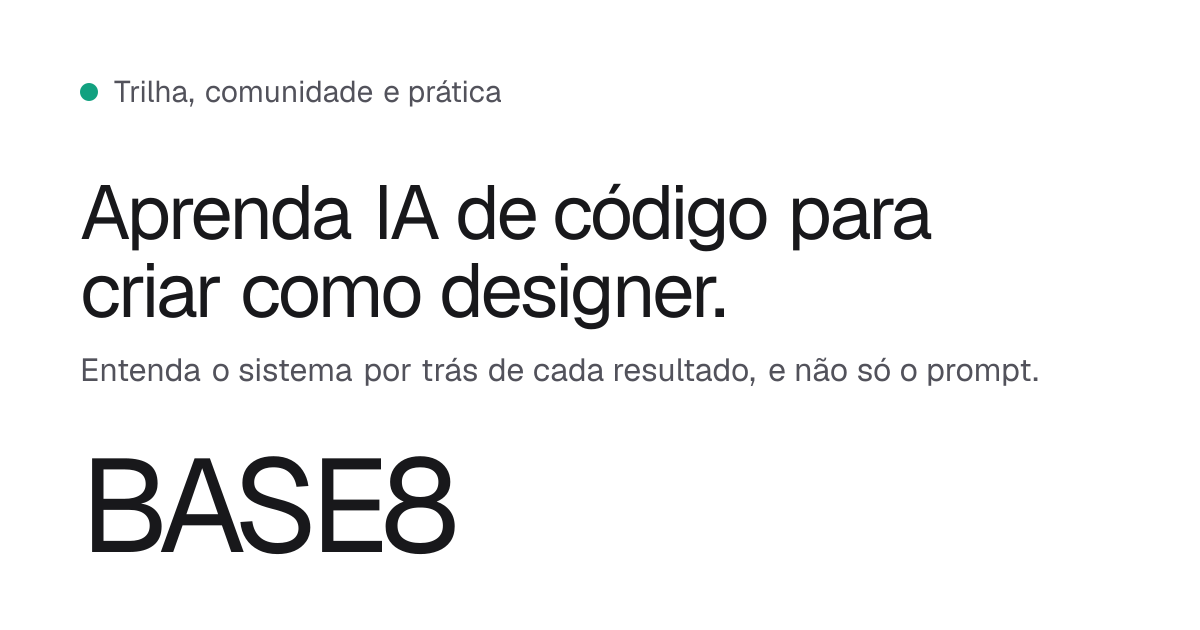 Trilha, comunidade e prática
Aprenda IA de código para
criar como designer.
Entenda o sistema por trás de cada resultado, e não só o prompt.
BASE8